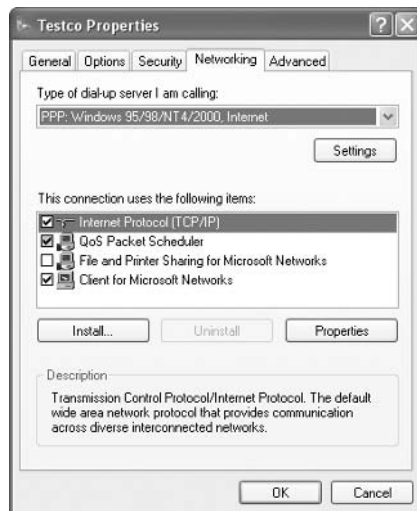 Testco Properties
General Options Security Networking Advanced
Type of dial-up server I am calling:
PPP: Windows 95/98/NT4/2000, Internet
Settings
This connection uses the following items:
Internet Protocol (TCP/IP)
QoS Packet Scheduler
File and Printer Sharing for Microsoft Networks
Client for Microsoft Networks
Install... Uninstall Properties
Description
Transmission Control Protocol/Internet Protocol. The default
wide area network protocol that provides communication
across diverse interconnected networks.
OK Cancel